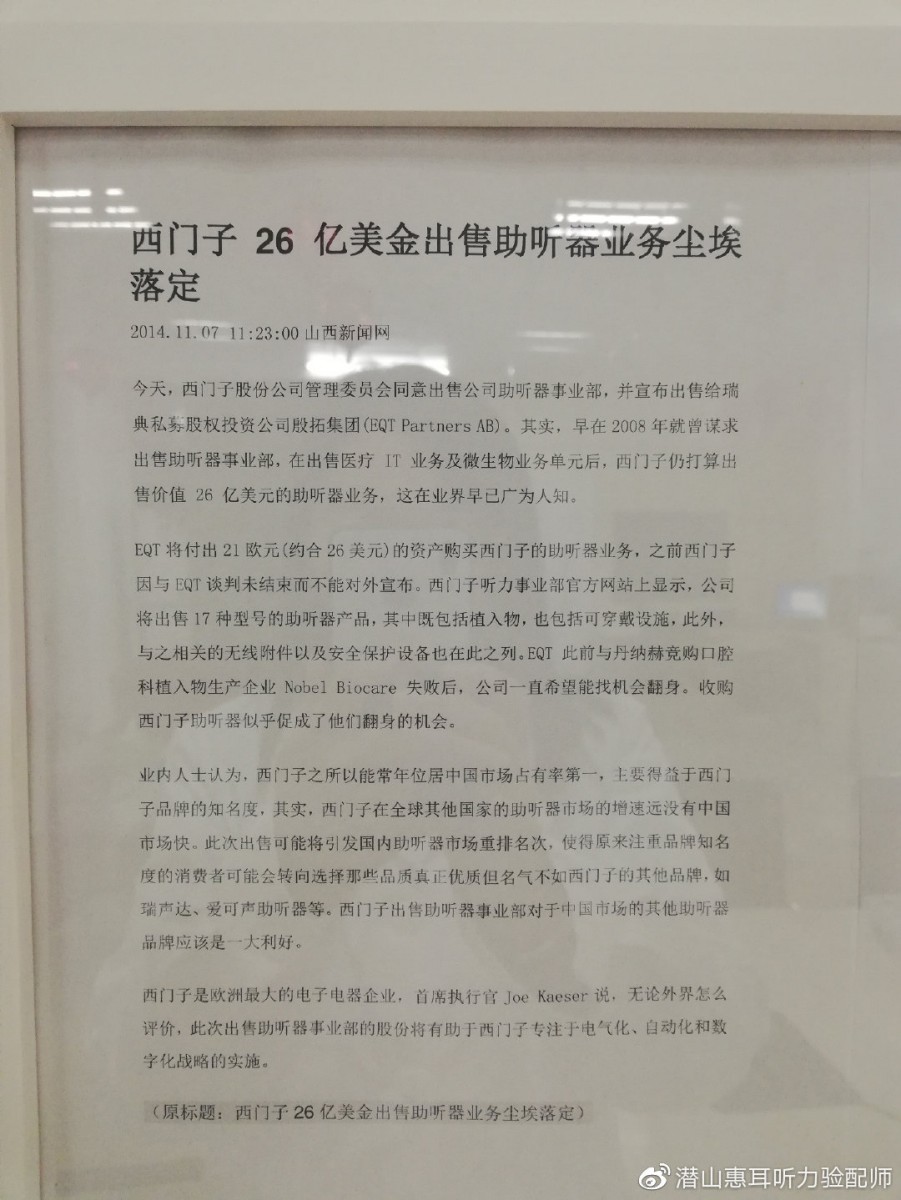 西门子 26 亿美金出售助听器业务尘埃
落定
2014.11.07 11:23:00 山西新闻网
今天，西门子股份公司管理委员会同意出售公司助听器事业部，并宣布出售给瑞
典私募股权投资公司殷拓集团(EQT Partners AB)。其实，早在 2008 年就曾谋求
出售助听器事业部，在出售医疗 IT 业务及微生物业务单元后，西门子仍打算出
售价值 26 亿美元的助听器业务，这在业界早已广为人知。
EQT 将付出 21 欧元(约合 26 美元)的资产购买西门子的助听器业务，之前西门子
因与 EQT 谈判未结束而不能对外宣布。西门子听力事业部官方网站上显示，公司
将出售 17 种型号的助听器产品，其中既包括植入物，也包括可穿戴设施，此外，
与之相关的无线附件以及安全保护设备也在此之列。EQT 此前与丹纳赫竞购口腔
科植入物生产企业 Nobel Biocare 失败后，公司一直希望能找机会翻身。收购
西门子助听器似乎促成了他们翻身的机会。
业内人士认为，西门子之所以能常年位居中国市场占有率第一，主要得益于西门
子品牌的知名度，其实，西门子在全球其他国家的助听器市场的增速远没有中国
市场快。此次出售可能将引发国内助听器市场重排名次，使得原来注重品牌知名
度的消费者可能会转向选择那些品质真正优质但名气不如西门子的其他品牌，如
瑞声达、爱可声助听器等。西门子出售助听器事业部对于中国市场的其他助听器
品牌应该是一大利好。
西门子是欧洲最大的电子电器企业，首席执行官 Joe Kaeser 说，无论外界怎么
评价，此次出售助听器事业部的股份将有助于西门子专注于电气化、自动化和数
字化战略的实施。
（原标题：西门子 26 亿美金出售助听器业务尘埃落定）
潜山惠耳听力验配师